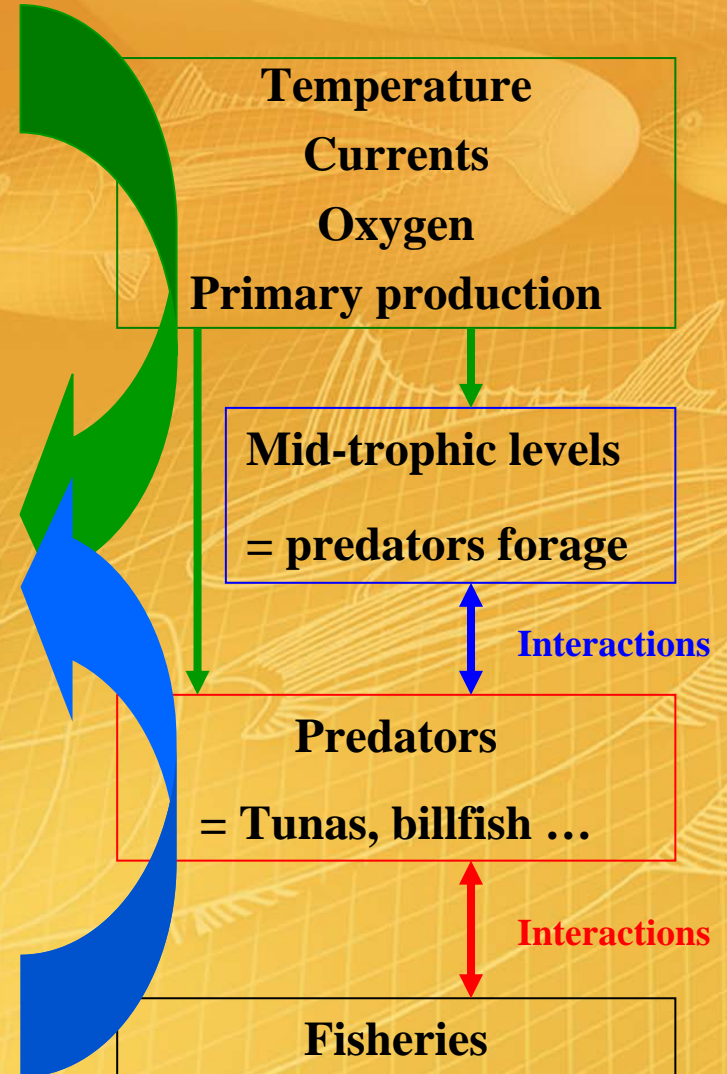 Temperature
Currents
Oxygen
Primary production
Mid-trophic levels
= predators forage
Interactions
Predators
= Tunas, billfish …
Interactions
Fisheries